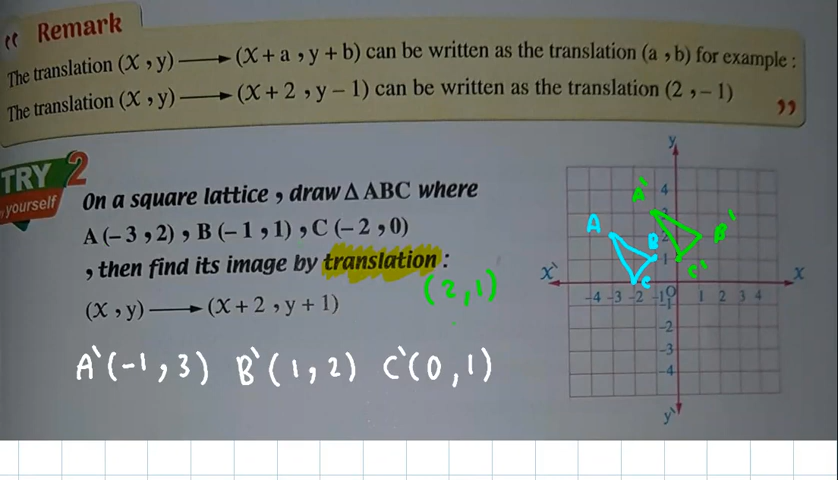 “ Remark
The translation (X , y) ⟶ (X + a , y + b) can be written as the translation (a , b) for example :
The translation (X , y) ⟶ (X + 2 , y − 1) can be written as the translation (2 , − 1)
”
TRY 2
yourself
On a square lattice , draw Δ ABC where
A (− 3 , 2) , B (− 1 , 1) , C (− 2 , 0)
, then find its image by translation :
(2,1)
(X , y) ⟶ (X + 2 , y + 1)
A`(-1,3) B`(1,2) C`(0,1)
y
4
A`
3
A
B
2
B`
1
C`
X`
C
X
-4 -3 -2 -1 O 1 2 3 4
-1
-2
-3
-4
y`